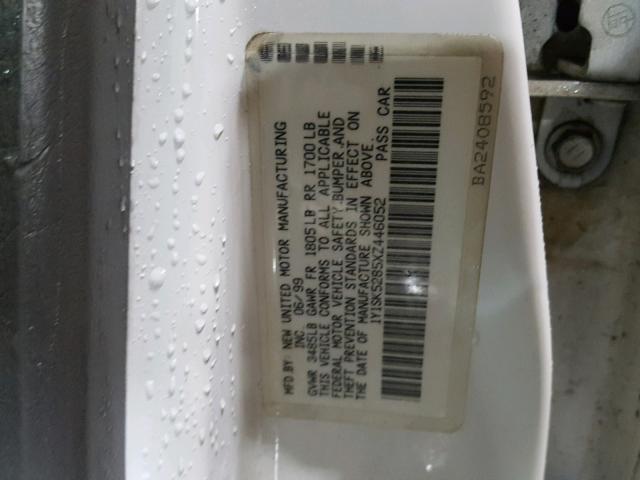 MFD BY: NEW UNITED MOTOR MANUFACTURING
INC 06/99
GVWR 3485LB GAWR FR 1805LB RR 1700LB
THIS VEHICLE CONFORMS TO ALL APPLICABLE
FEDERAL MOTOR VEHICLE SAFETY, BUMPER, AND
THEFT PREVENTION STANDARDS IN EFFECT ON
THE DATE OF MANUFACTURE SHOWN ABOVE.
1Y1SK5285XZ446052 PASS CAR
BA240B592